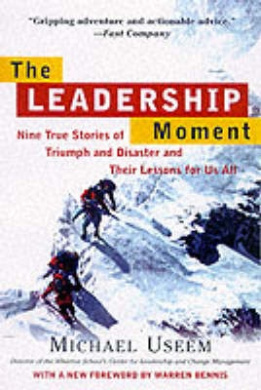 "Gripping adventure and actionable advice."
—Fast Company
The
LEADERSHIP
Moment
Nine True Stories of
Triumph and Disaster and
Their Lessons for Us All
MICHAEL USEEM
Director of the Wharton School's Center for Leadership and Change Management
WITH A NEW FOREWORD BY WARREN BENNIS